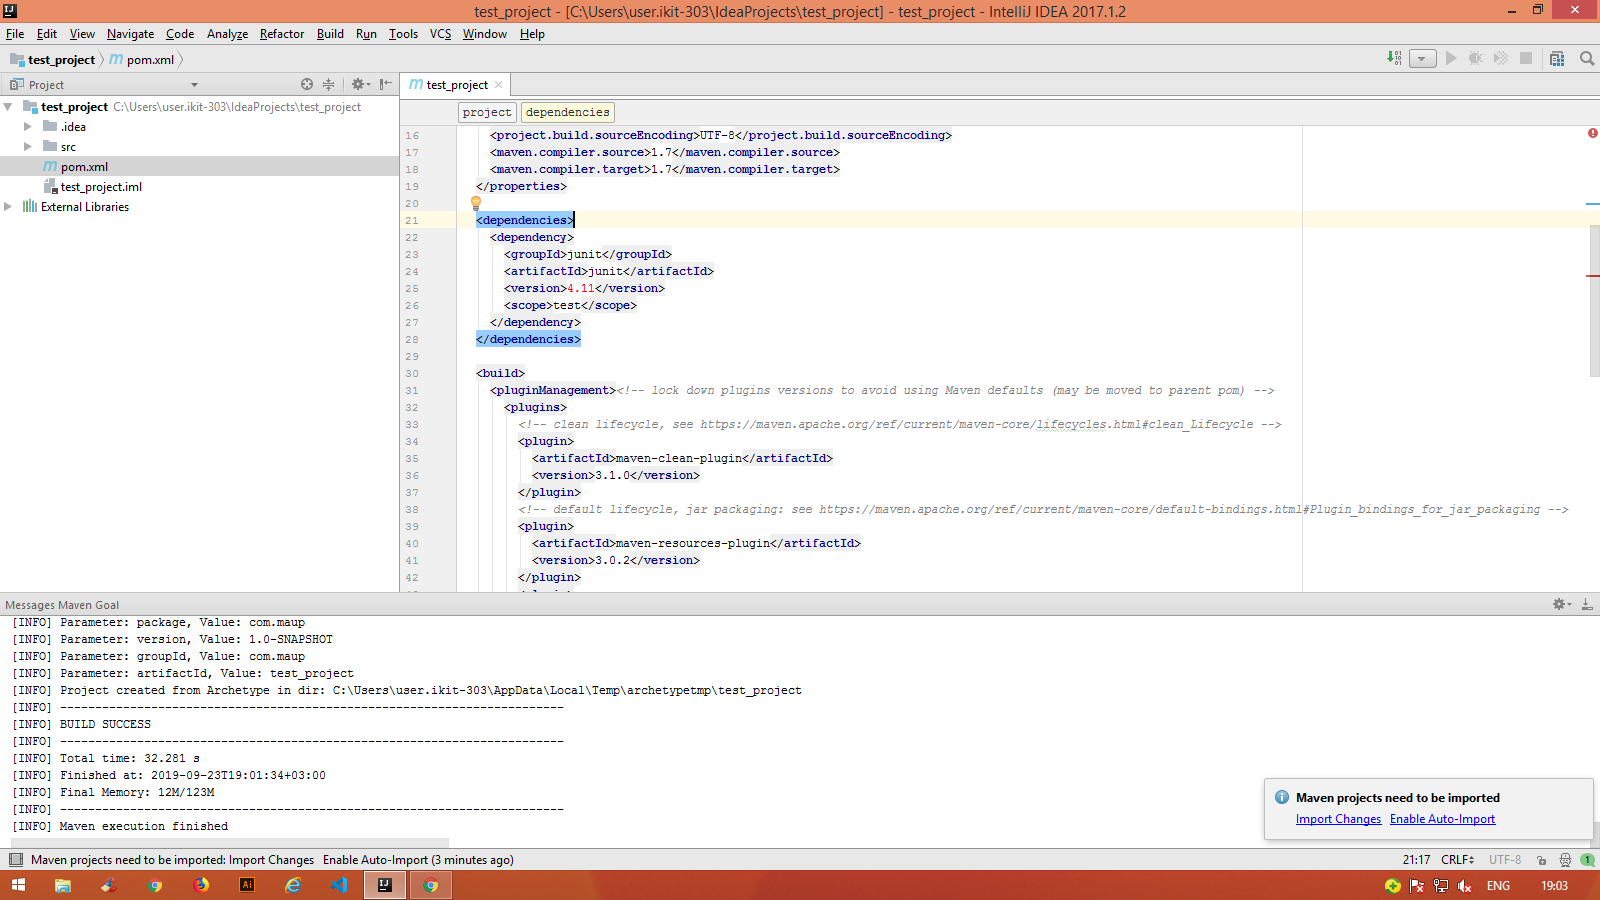 test_project - [C:\Users\user.ikit-303\IdeaProjects\test_project] - test_project - IntelliJ IDEA 2017.1.2
File Edit View Navigate Code Analyze Refactor Build Run Tools VCS Window Help
test_project pom.xml
Project
test_project
test_project C:\Users\user.ikit-303\IdeaProjects\test_project
.idea
src
pom.xml
test_project.iml
External Libraries
project dependencies
16 <project.build.sourceEncoding>UTF-8</project.build.sourceEncoding>
17 <maven.compiler.source>1.7</maven.compiler.source>
18 <maven.compiler.target>1.7</maven.compiler.target>
19 </properties>
20
21 <dependencies>
22 <dependency>
23 <groupId>junit</groupId>
24 <artifactId>junit</artifactId>
25 <version>4.11</version>
26 <scope>test</scope>
27 </dependency>
28 </dependencies>
29
30 <build>
31 <pluginManagement><!-- lock down plugins versions to avoid using Maven defaults (may be moved to parent pom) -->
32 <plugins>
33 <!-- clean lifecycle, see https://maven.apache.org/ref/current/maven-core/lifecycles.html#clean_Lifecycle -->
34 <plugin>
35 <artifactId>maven-clean-plugin</artifactId>
36 <version>3.1.0</version>
37 </plugin>
38 <!-- default lifecycle, jar packaging: see https://maven.apache.org/ref/current/maven-core/default-bindings.html#Plugin_bindings_for_jar_packaging -->
39 <plugin>
40 <artifactId>maven-resources-plugin</artifactId>
41 <version>3.0.2</version>
42 </plugin>
Messages Maven Goal
[INFO] Parameter: package, Value: com.maup
[INFO] Parameter: version, Value: 1.0-SNAPSHOT
[INFO] Parameter: groupId, Value: com.maup
[INFO] Parameter: artifactId, Value: test_project
[INFO] Project created from Archetype in dir: C:\Users\user.ikit-303\AppData\Local\Temp\archetypetmp\test_project
[INFO] ------------------------------------------------------------------------
[INFO] BUILD SUCCESS
[INFO] ------------------------------------------------------------------------
[INFO] Total time: 32.281 s
[INFO] Finished at: 2019-09-23T19:01:34+03:00
[INFO] Final Memory: 12M/123M
[INFO] ------------------------------------------------------------------------
[INFO] Maven execution finished
Maven projects need to be imported
Import Changes Enable Auto-Import
Maven projects need to be imported: Import Changes Enable Auto-Import (3 minutes ago)
21:17 CRLF UTF-8 1
Ai IJ ENG 19:03